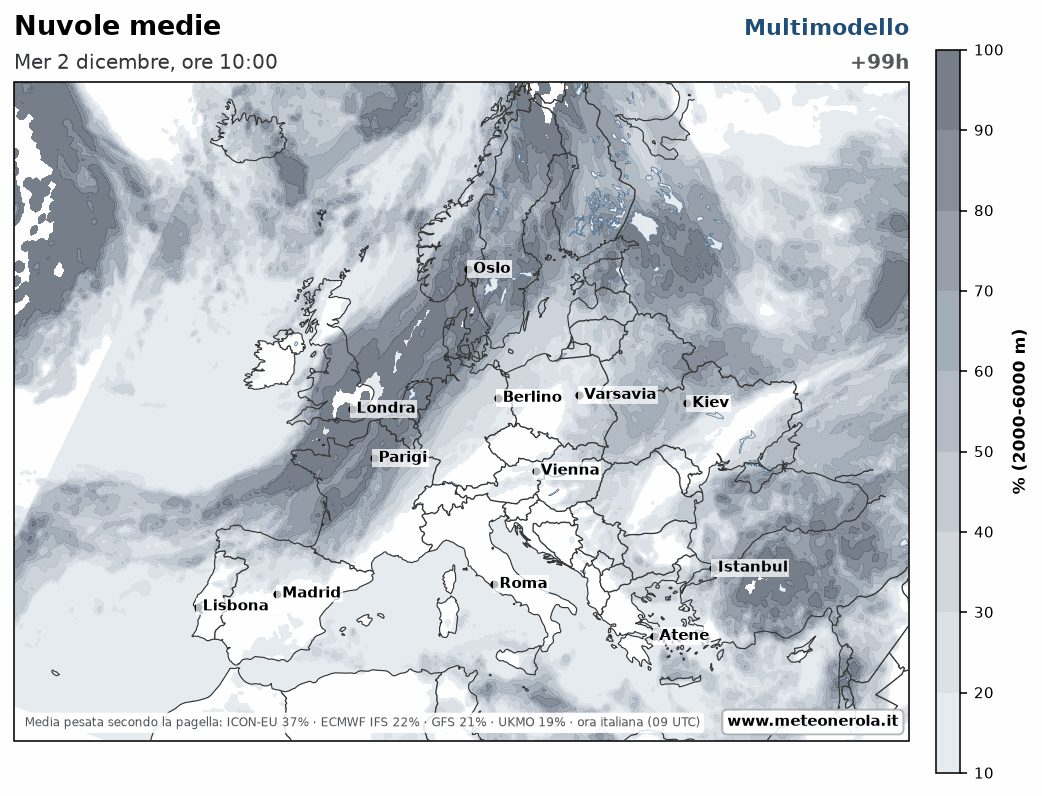 Nuvole medie
Multimodello
Mer 2 dicembre, ore 10:00
+99h
100
90
80
70
60
50
40
30
20
10
% (2000-6000 m)
Oslo
Londra
Berlino
Varsavia
Kiev
Parigi
Vienna
Istanbul
Roma
Madrid
Lisbona
Atene
Media pesata secondo la pagella: ICON-EU 37% · ECMWF IFS 22% · GFS 21% · UKMO 19% · ora italiana (09 UTC)
www.meteonerola.it